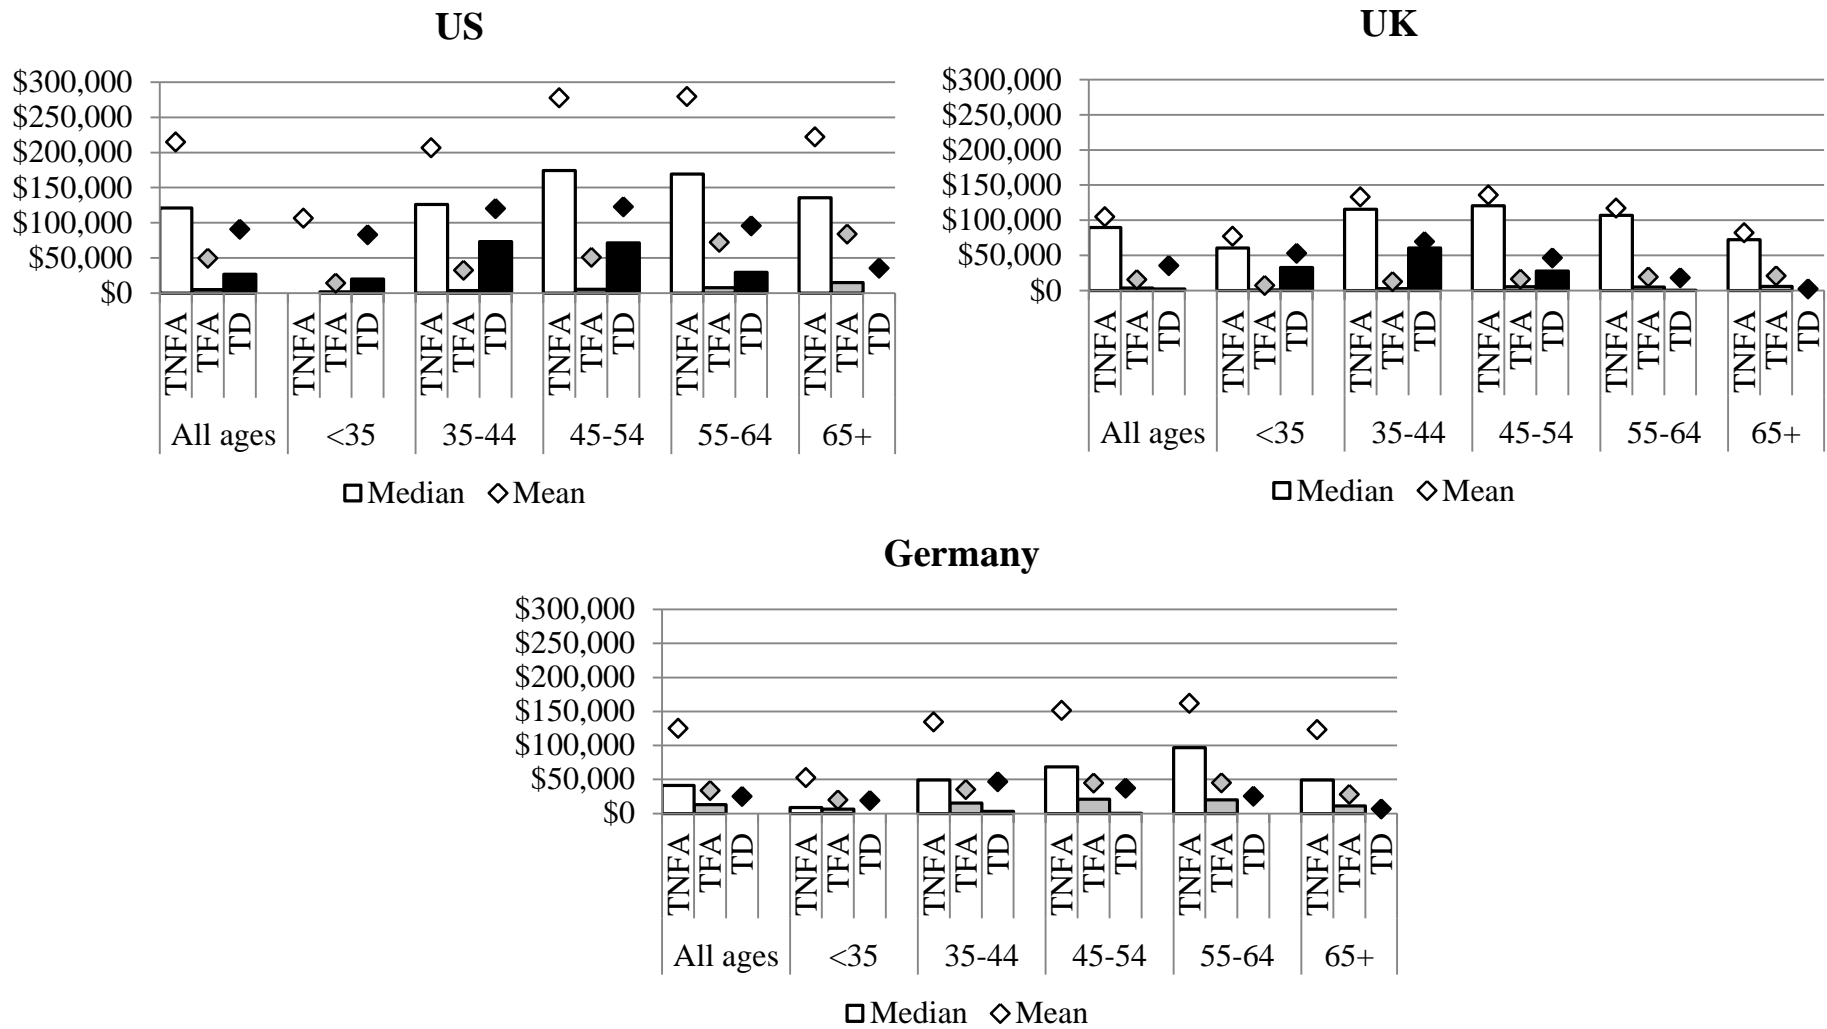 US
$300,000
$250,000
$200,000
$150,000
$100,000
$50,000
$0
TNFA TFA TD TNFA TFA TD TNFA TFA TD TNFA TFA TD TNFA TFA TD TNFA TFA TD
All ages <35 35-44 45-54 55-64 65+
Median Mean
UK
$300,000
$250,000
$200,000
$150,000
$100,000
$50,000
$0
TNFA TFA TD TNFA TFA TD TNFA TFA TD TNFA TFA TD TNFA TFA TD TNFA TFA TD
All ages <35 35-44 45-54 55-64 65+
Median Mean
Germany
$300,000
$250,000
$200,000
$150,000
$100,000
$50,000
$0
TNFA TFA TD TNFA TFA TD TNFA TFA TD TNFA TFA TD TNFA TFA TD TNFA TFA TD
All ages <35 35-44 45-54 55-64 65+
Median Mean